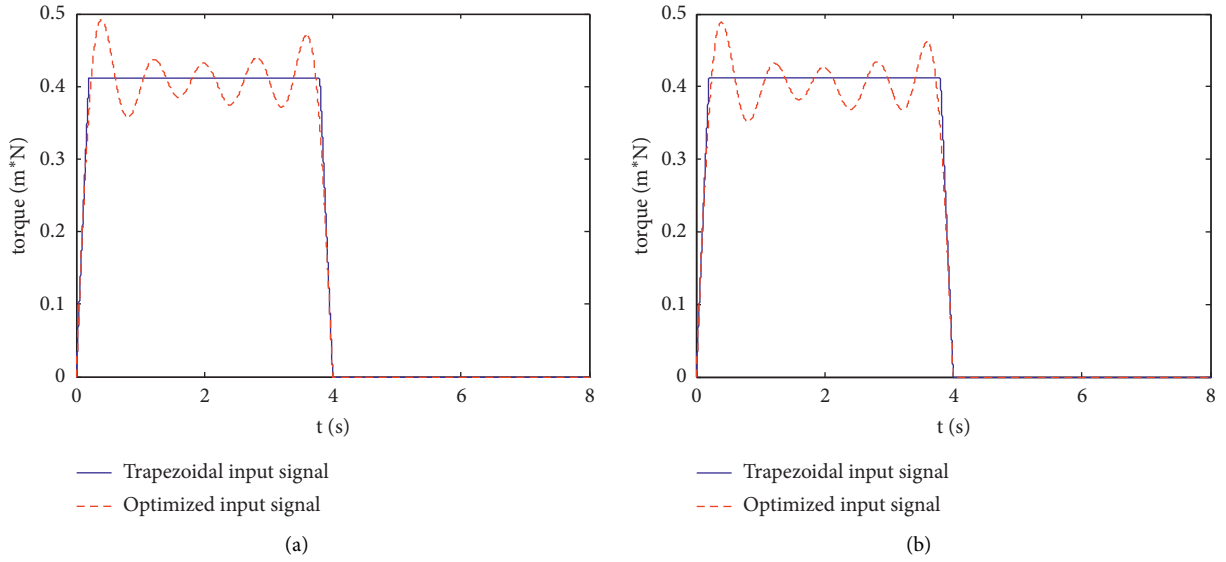 0.5
0.4
0.3
0.2
0.1
0
torque (m*N)
0 2 4 6 8
t (s)
Trapezoidal input signal
Optimized input signal
(a)
0.5
0.4
0.3
0.2
0.1
0
torque (m*N)
0 2 4 6 8
t (s)
Trapezoidal input signal
Optimized input signal
(b)